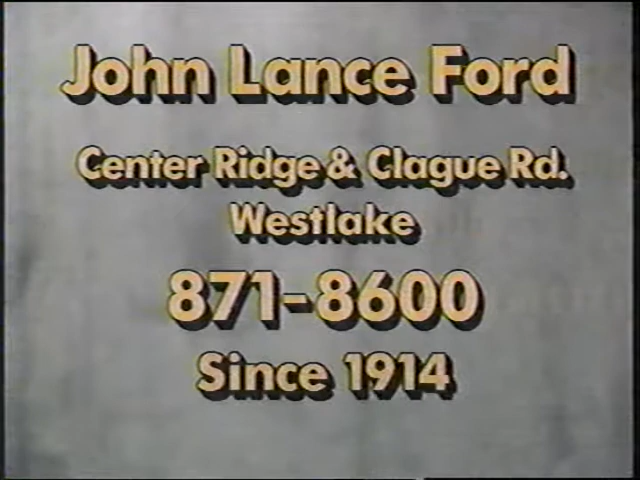 John Lance Ford
Center Ridge & Clague Rd.
Westlake
871-8600
Since 1914